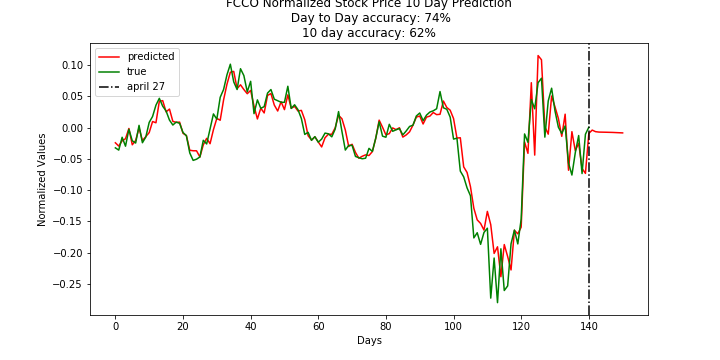 FCCO Normalized Stock Price 10 Day Prediction
Day to Day accuracy: 74%
10 day accuracy: 62%
predicted
true
april 27
Normalized Values
0.10
0.05
0.00
−0.05
−0.10
−0.15
−0.20
−0.25
0 20 40 60 80 100 120 140
Days